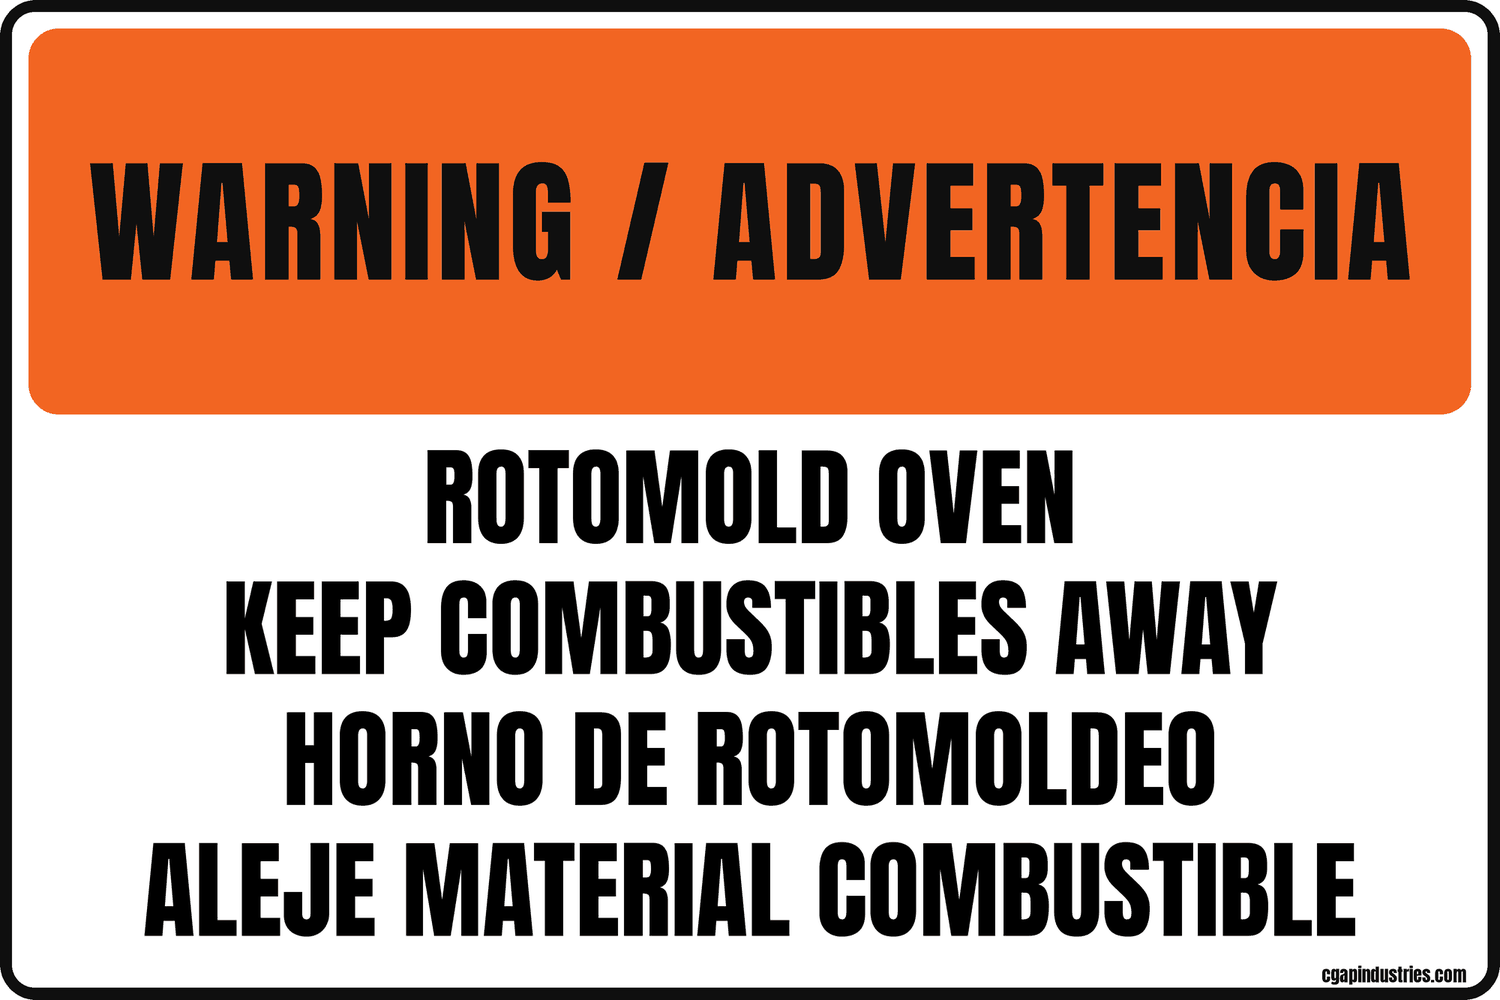 WARNING / ADVERTENCIA
ROTOMOLD OVEN
KEEP COMBUSTIBLES AWAY
HORNO DE ROTOMOLDEO
ALEJE MATERIAL COMBUSTIBLE
cgapindustries.com